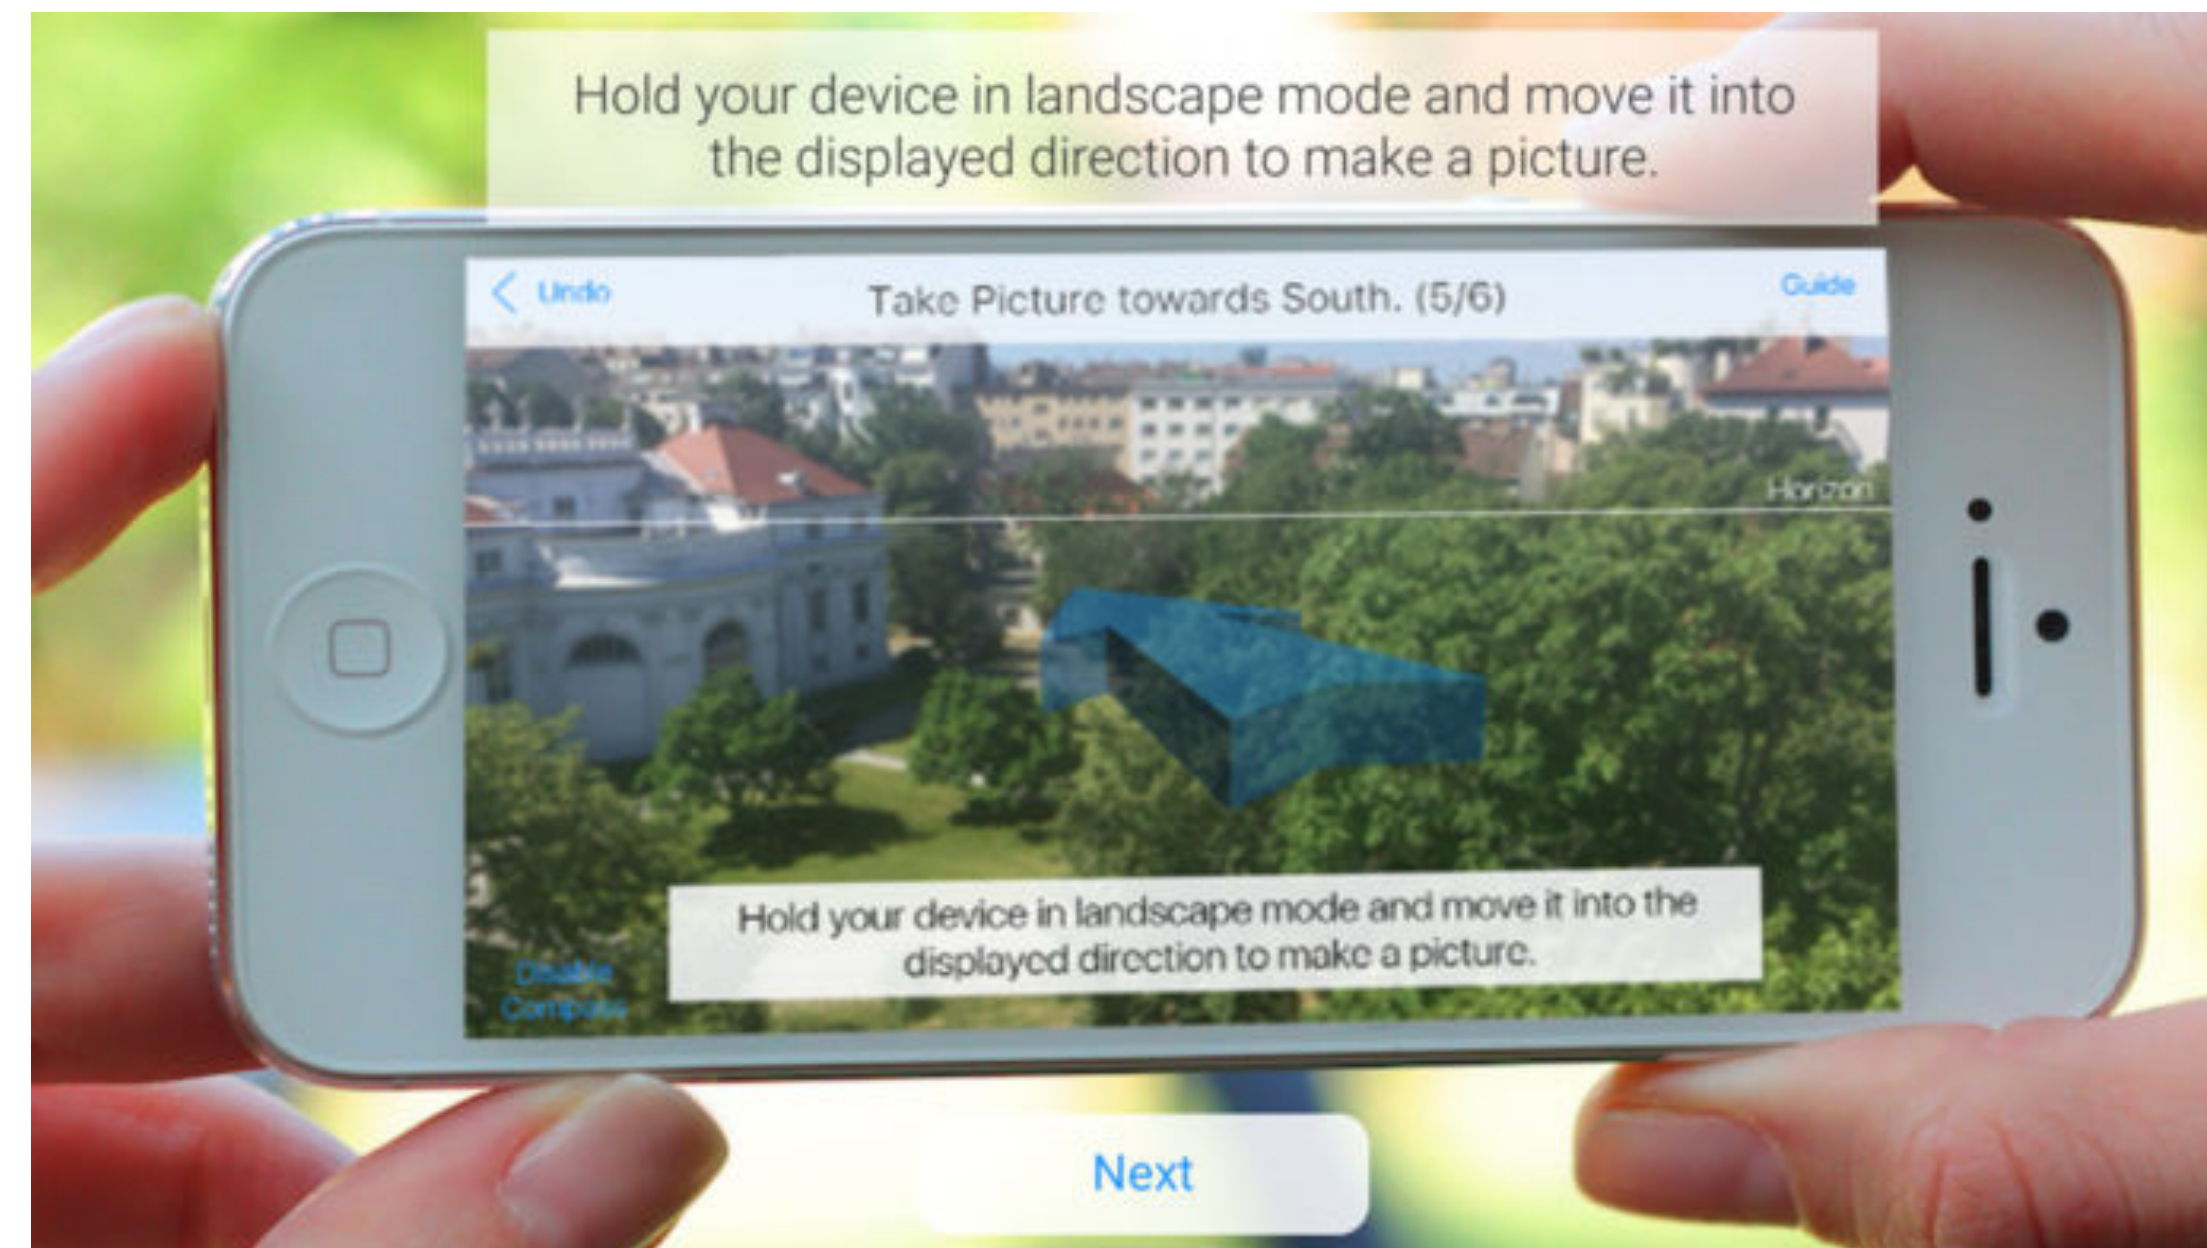 Hold your device in landscape mode and move it into
the displayed direction to make a picture.
Undo
Take Picture towards South. (5/6)
Guide
Horizon
Hold your device in landscape mode and move it into the
displayed direction to make a picture.
Disable
Compass
Next